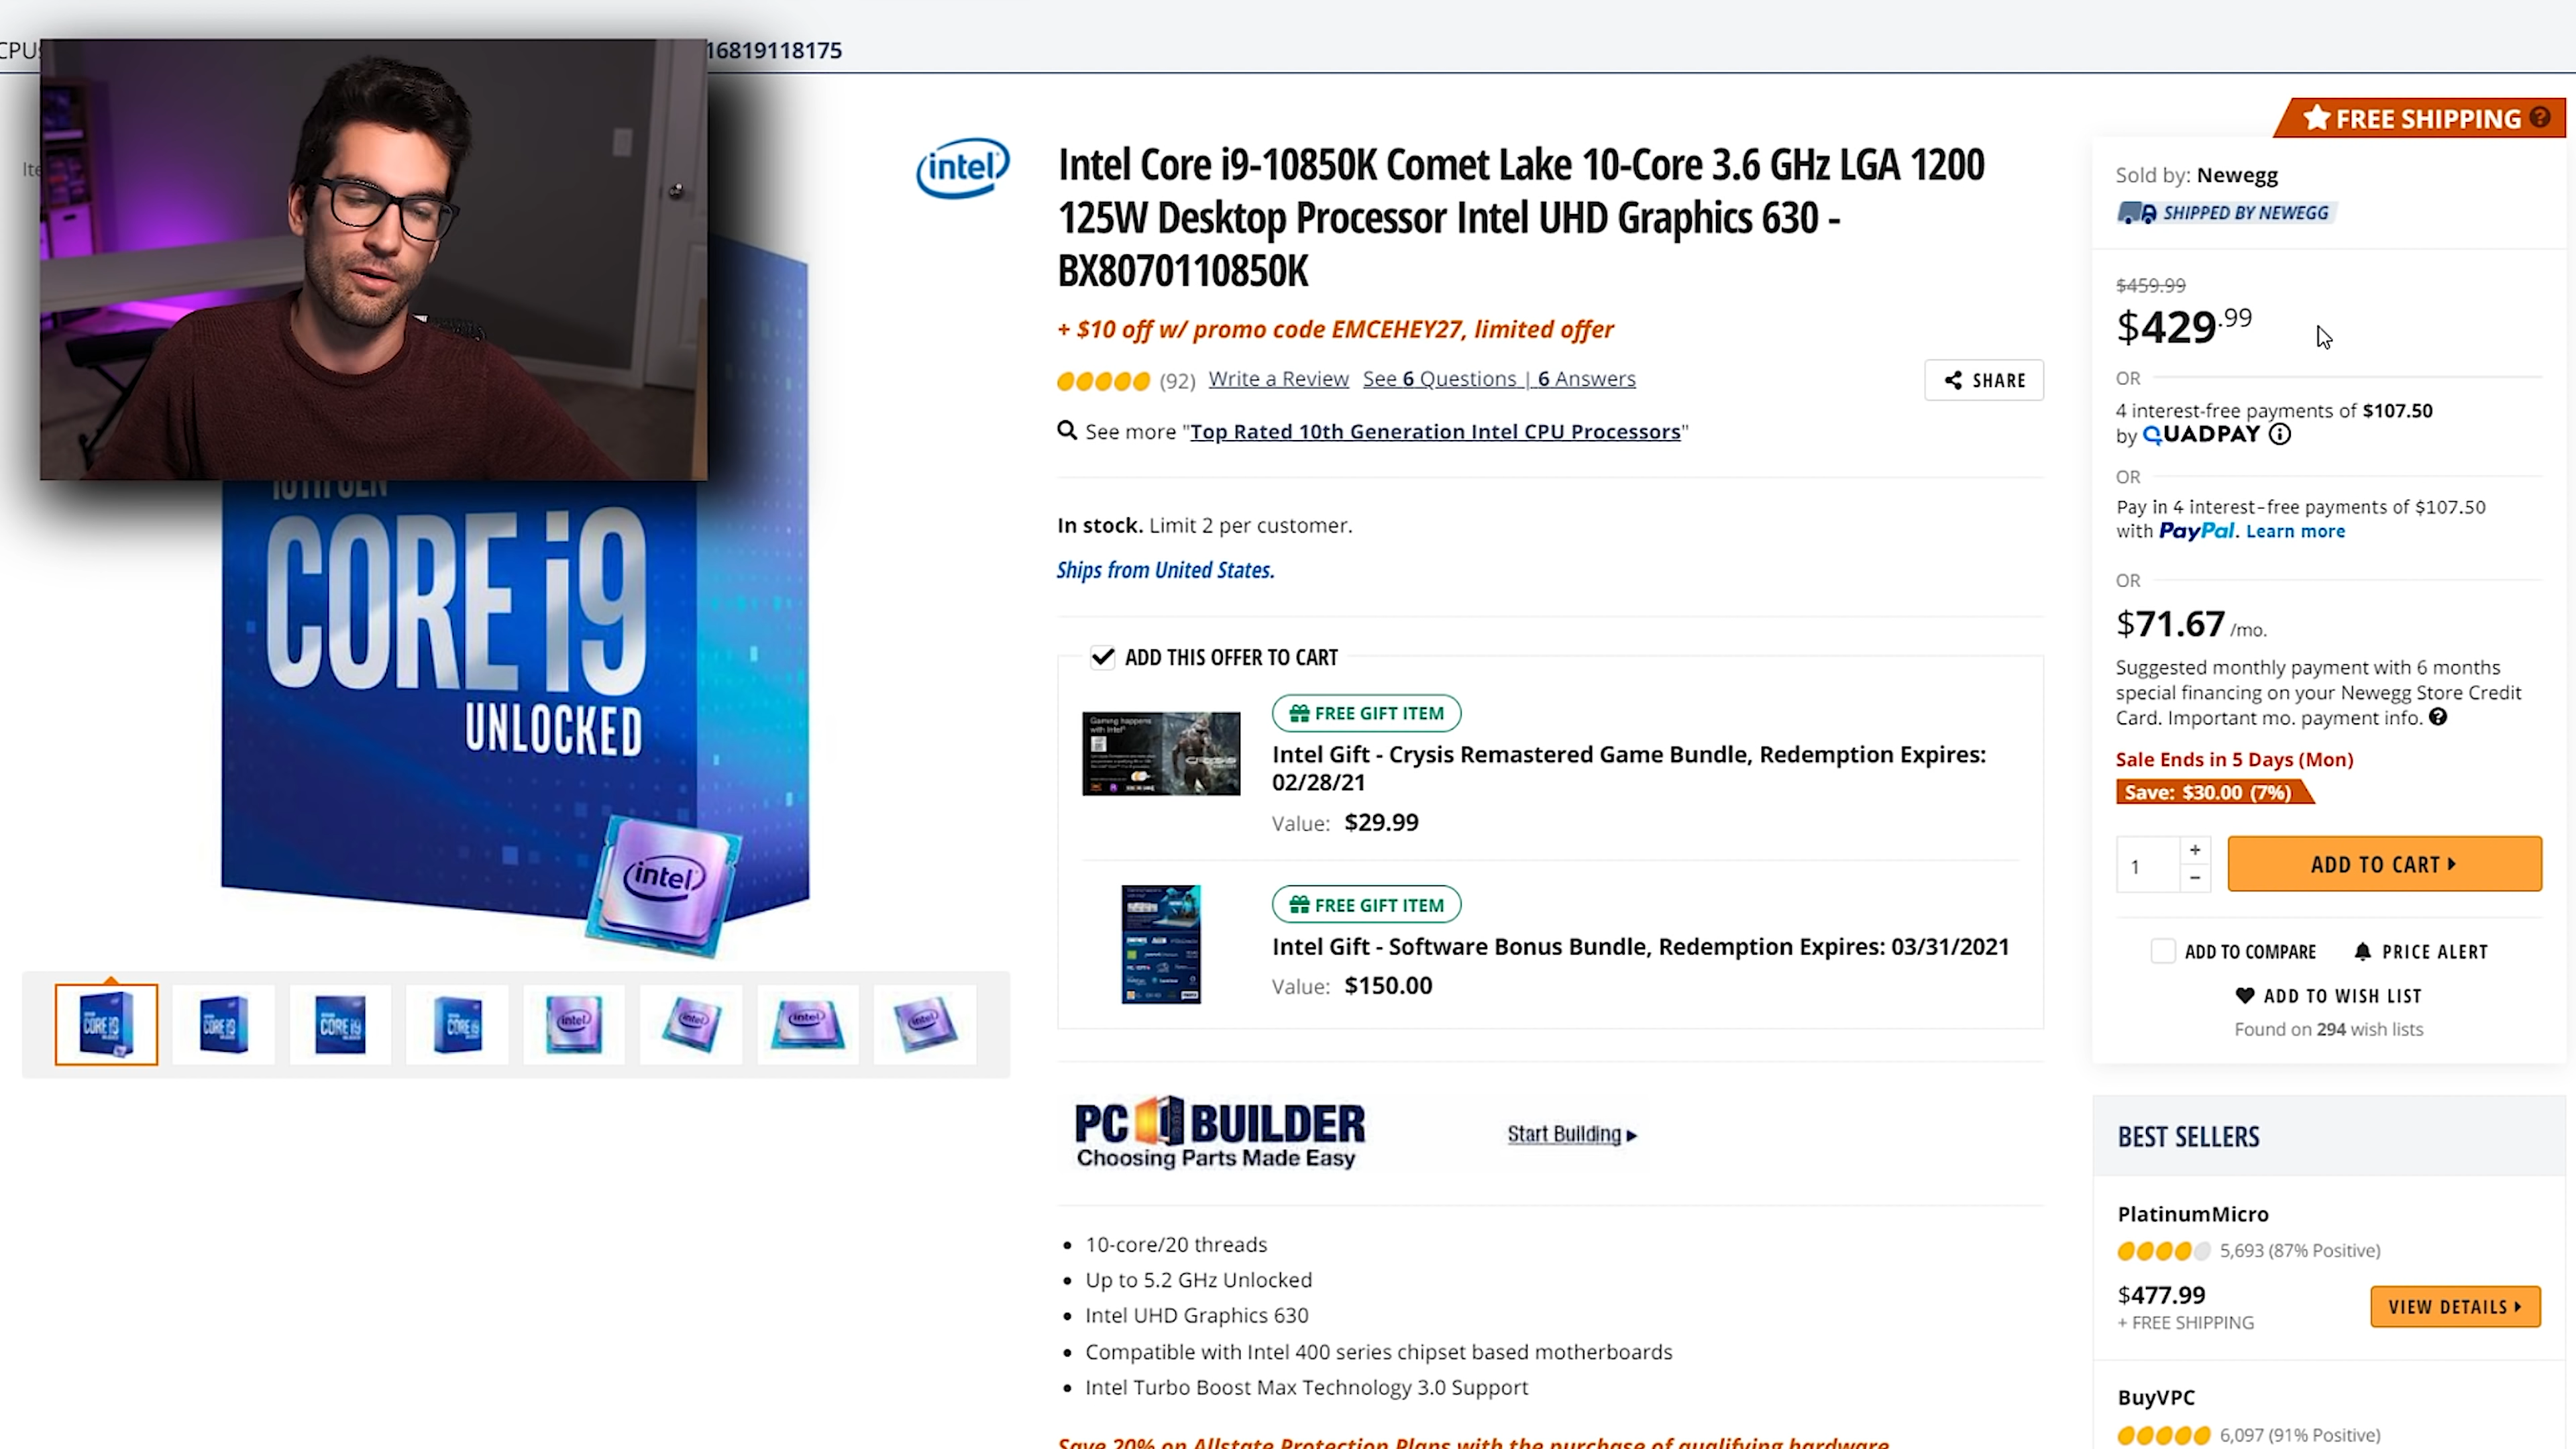 CPUs
16819118175
Ite
intel
Intel Core i9-10850K Comet Lake 10-Core 3.6 GHz LGA 1200
125W Desktop Processor Intel UHD Graphics 630 -
BX8070110850K
+ $10 off w/ promo code EMCEHEY27, limited offer
(92) Write a Review See 6 Questions | 6 Answers
SHARE
See more "Top Rated 10th Generation Intel CPU Processors"
In stock. Limit 2 per customer.
Ships from United States.
ADD THIS OFFER TO CART
FREE GIFT ITEM
Intel Gift - Crysis Remastered Game Bundle, Redemption Expires:
02/28/21
Value: $29.99
FREE GIFT ITEM
Intel Gift - Software Bonus Bundle, Redemption Expires: 03/31/2021
Value: $150.00
PC BUILDER
Choosing Parts Made Easy
Start Building
• 10-core/20 threads
• Up to 5.2 GHz Unlocked
• Intel UHD Graphics 630
• Compatible with Intel 400 series chipset based motherboards
• Intel Turbo Boost Max Technology 3.0 Support
Save 20% on Allstate Protection Plans with the purchase of qualifying hardware
10TH GEN
CORE i9
UNLOCKED
intel
FREE SHIPPING
Sold by: Newegg
SHIPPED BY NEWEGG
$459.99
$429.99
OR
4 interest-free payments of $107.50
by QUADPAY
OR
Pay in 4 interest-free payments of $107.50
with PayPal. Learn more
OR
$71.67 /mo.
Suggested monthly payment with 6 months
special financing on your Newegg Store Credit
Card. Important mo. payment info.
Sale Ends in 5 Days (Mon)
Save: $30.00 (7%)
1 + −
ADD TO CART
ADD TO COMPARE PRICE ALERT
ADD TO WISH LIST
Found on 294 wish lists
BEST SELLERS
PlatinumMicro
5,693 (87% Positive)
$477.99
+ FREE SHIPPING
VIEW DETAILS
BuyVPC
6,097 (91% Positive)